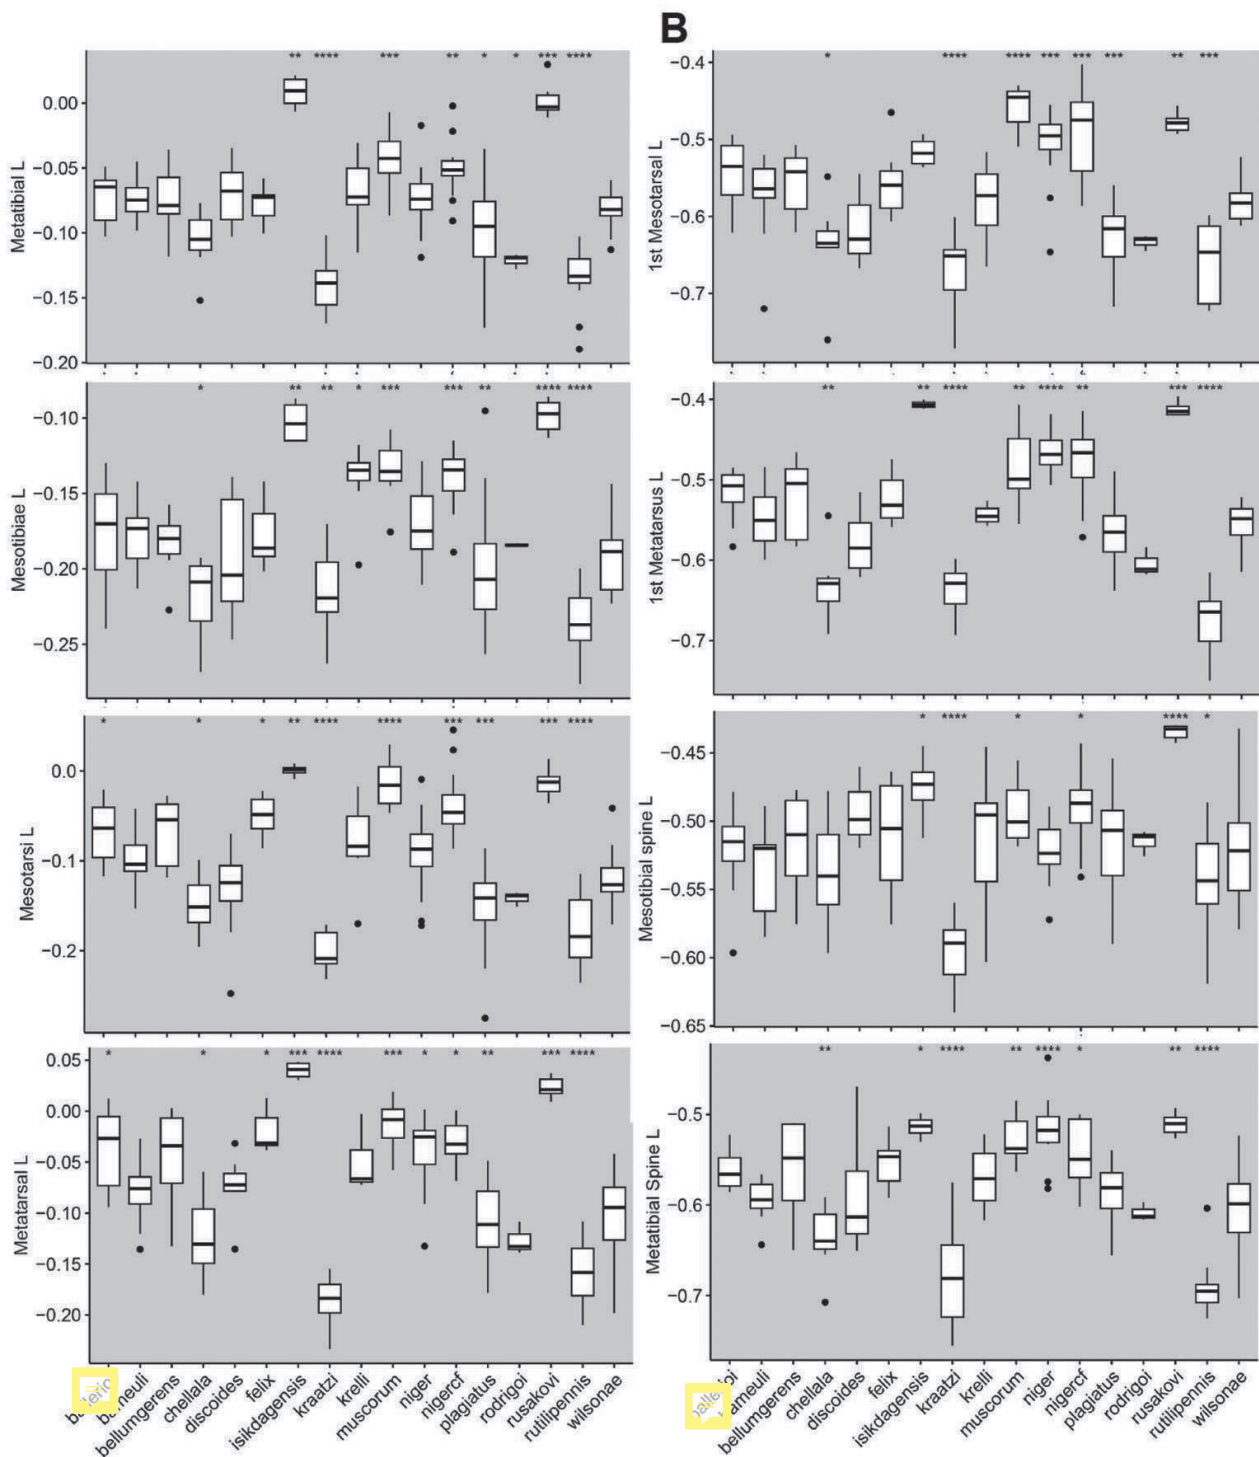 B
** **** *** ** * * *** ****
Metatibial L
0.00
−0.05
−0.10
−0.15
−0.20
* **** **** *** *** *** ** ***
1st Mesotarsal L
−0.4
−0.5
−0.6
−0.7
* ** ** * *** *** ** **** ****
Mesotibiae L
−0.10
−0.15
−0.20
−0.25
** ** **** ** **** ** *** ****
1st Metatarsus L
−0.4
−0.5
−0.6
−0.7
* * * ** **** **** *** *** *** ****
Mesotarsi L
0.0
−0.1
−0.2
* **** * * **** *
Mesotibial spine L
−0.45
−0.50
−0.55
−0.60
−0.65
* * * *** **** *** * * ** *** ****
Metatarsal L
0.05
0.00
−0.05
−0.10
−0.15
−0.20
** * **** ** **** * ** ****
Metatibial Spine L
−0.5
−0.6
−0.7
bellumgerens
chellala
discoides
felix
isikdagensis
kraatzi
krelli
muscorum
niger
nigercf
plagiatus
rodrigoi
rusakovi
rutilipennis
wilsonae
bellumgerens
chellala
discoides
felix
isikdagensis
kraatzi
krelli
muscorum
niger
nigercf
plagiatus
rodrigoi
rusakovi
rutilipennis
wilsonae